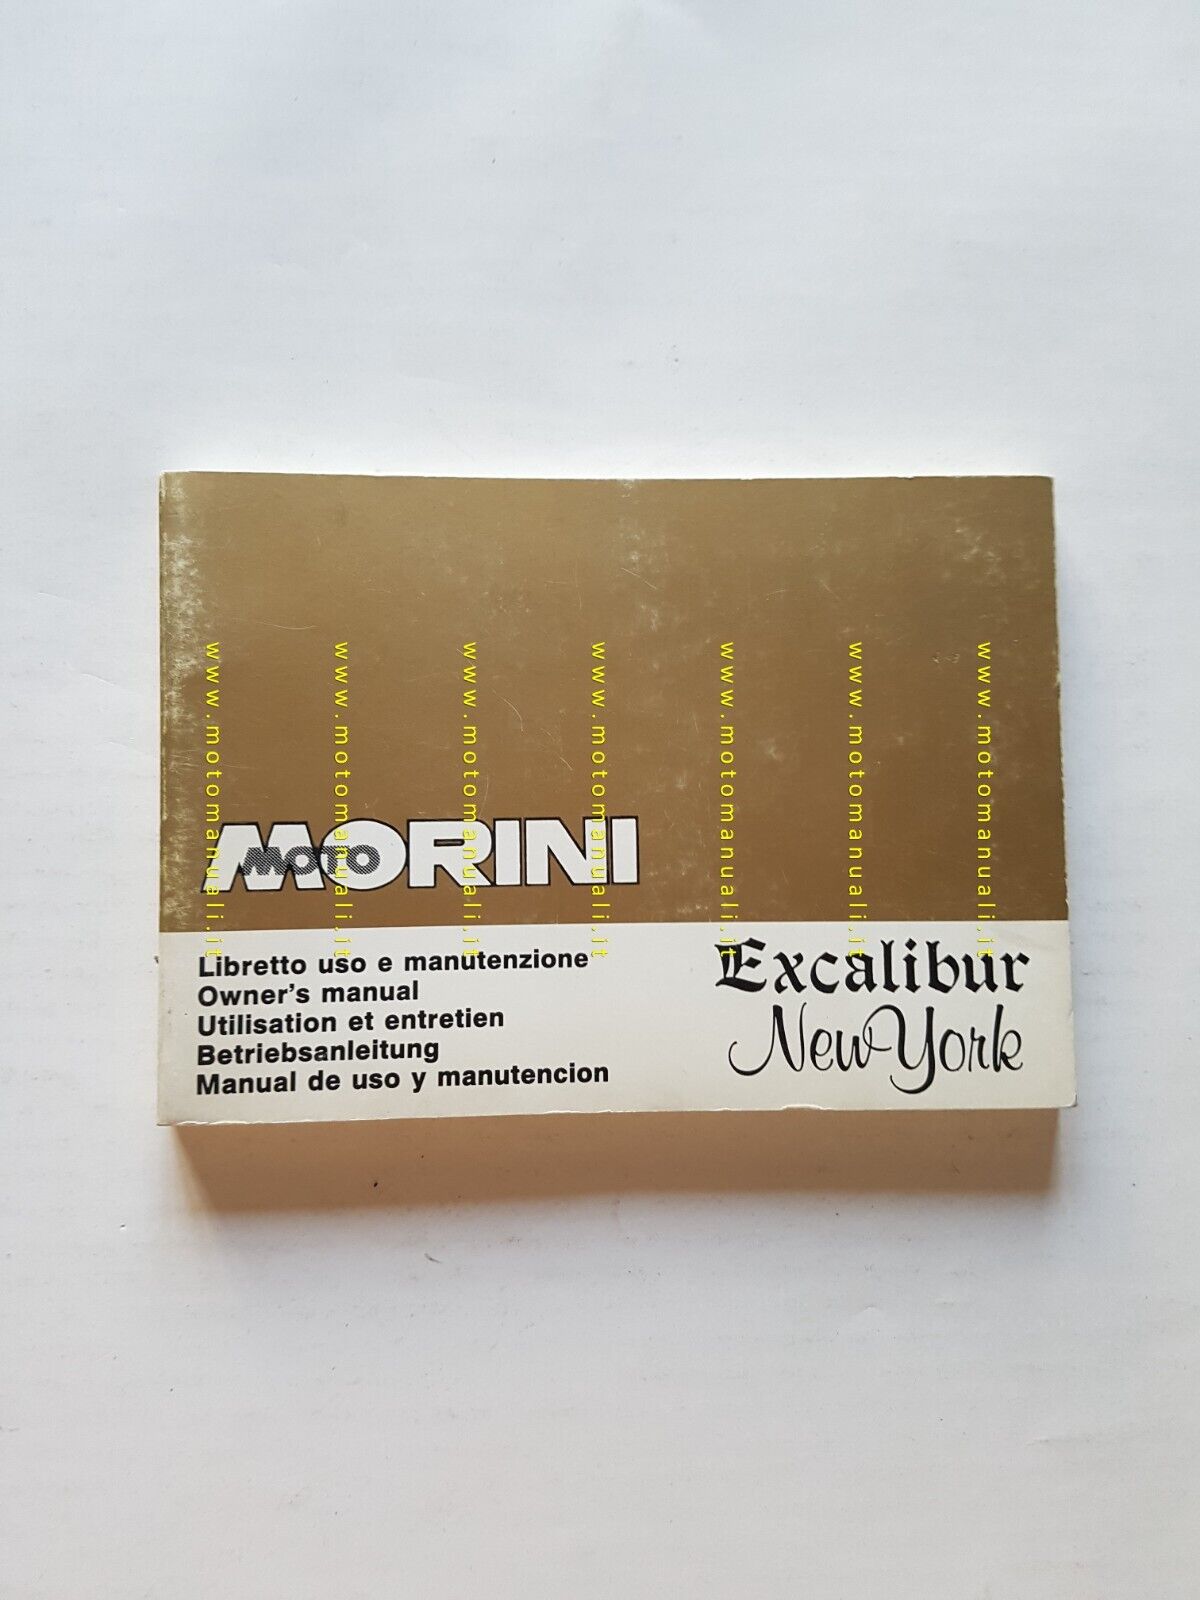 www.motomanuali.it
www.motomanuali.it
www.motomanuali.it
www.motomanuali.it
www.motomanuali.it
www.motomanuali.it
www.motomanuali.it
MOTO MORINI
Libretto uso e manutenzione
Owner's manual
Utilisation et entretien
Betriebsanleitung
Manual de uso y manutencion
Excalibur
New York